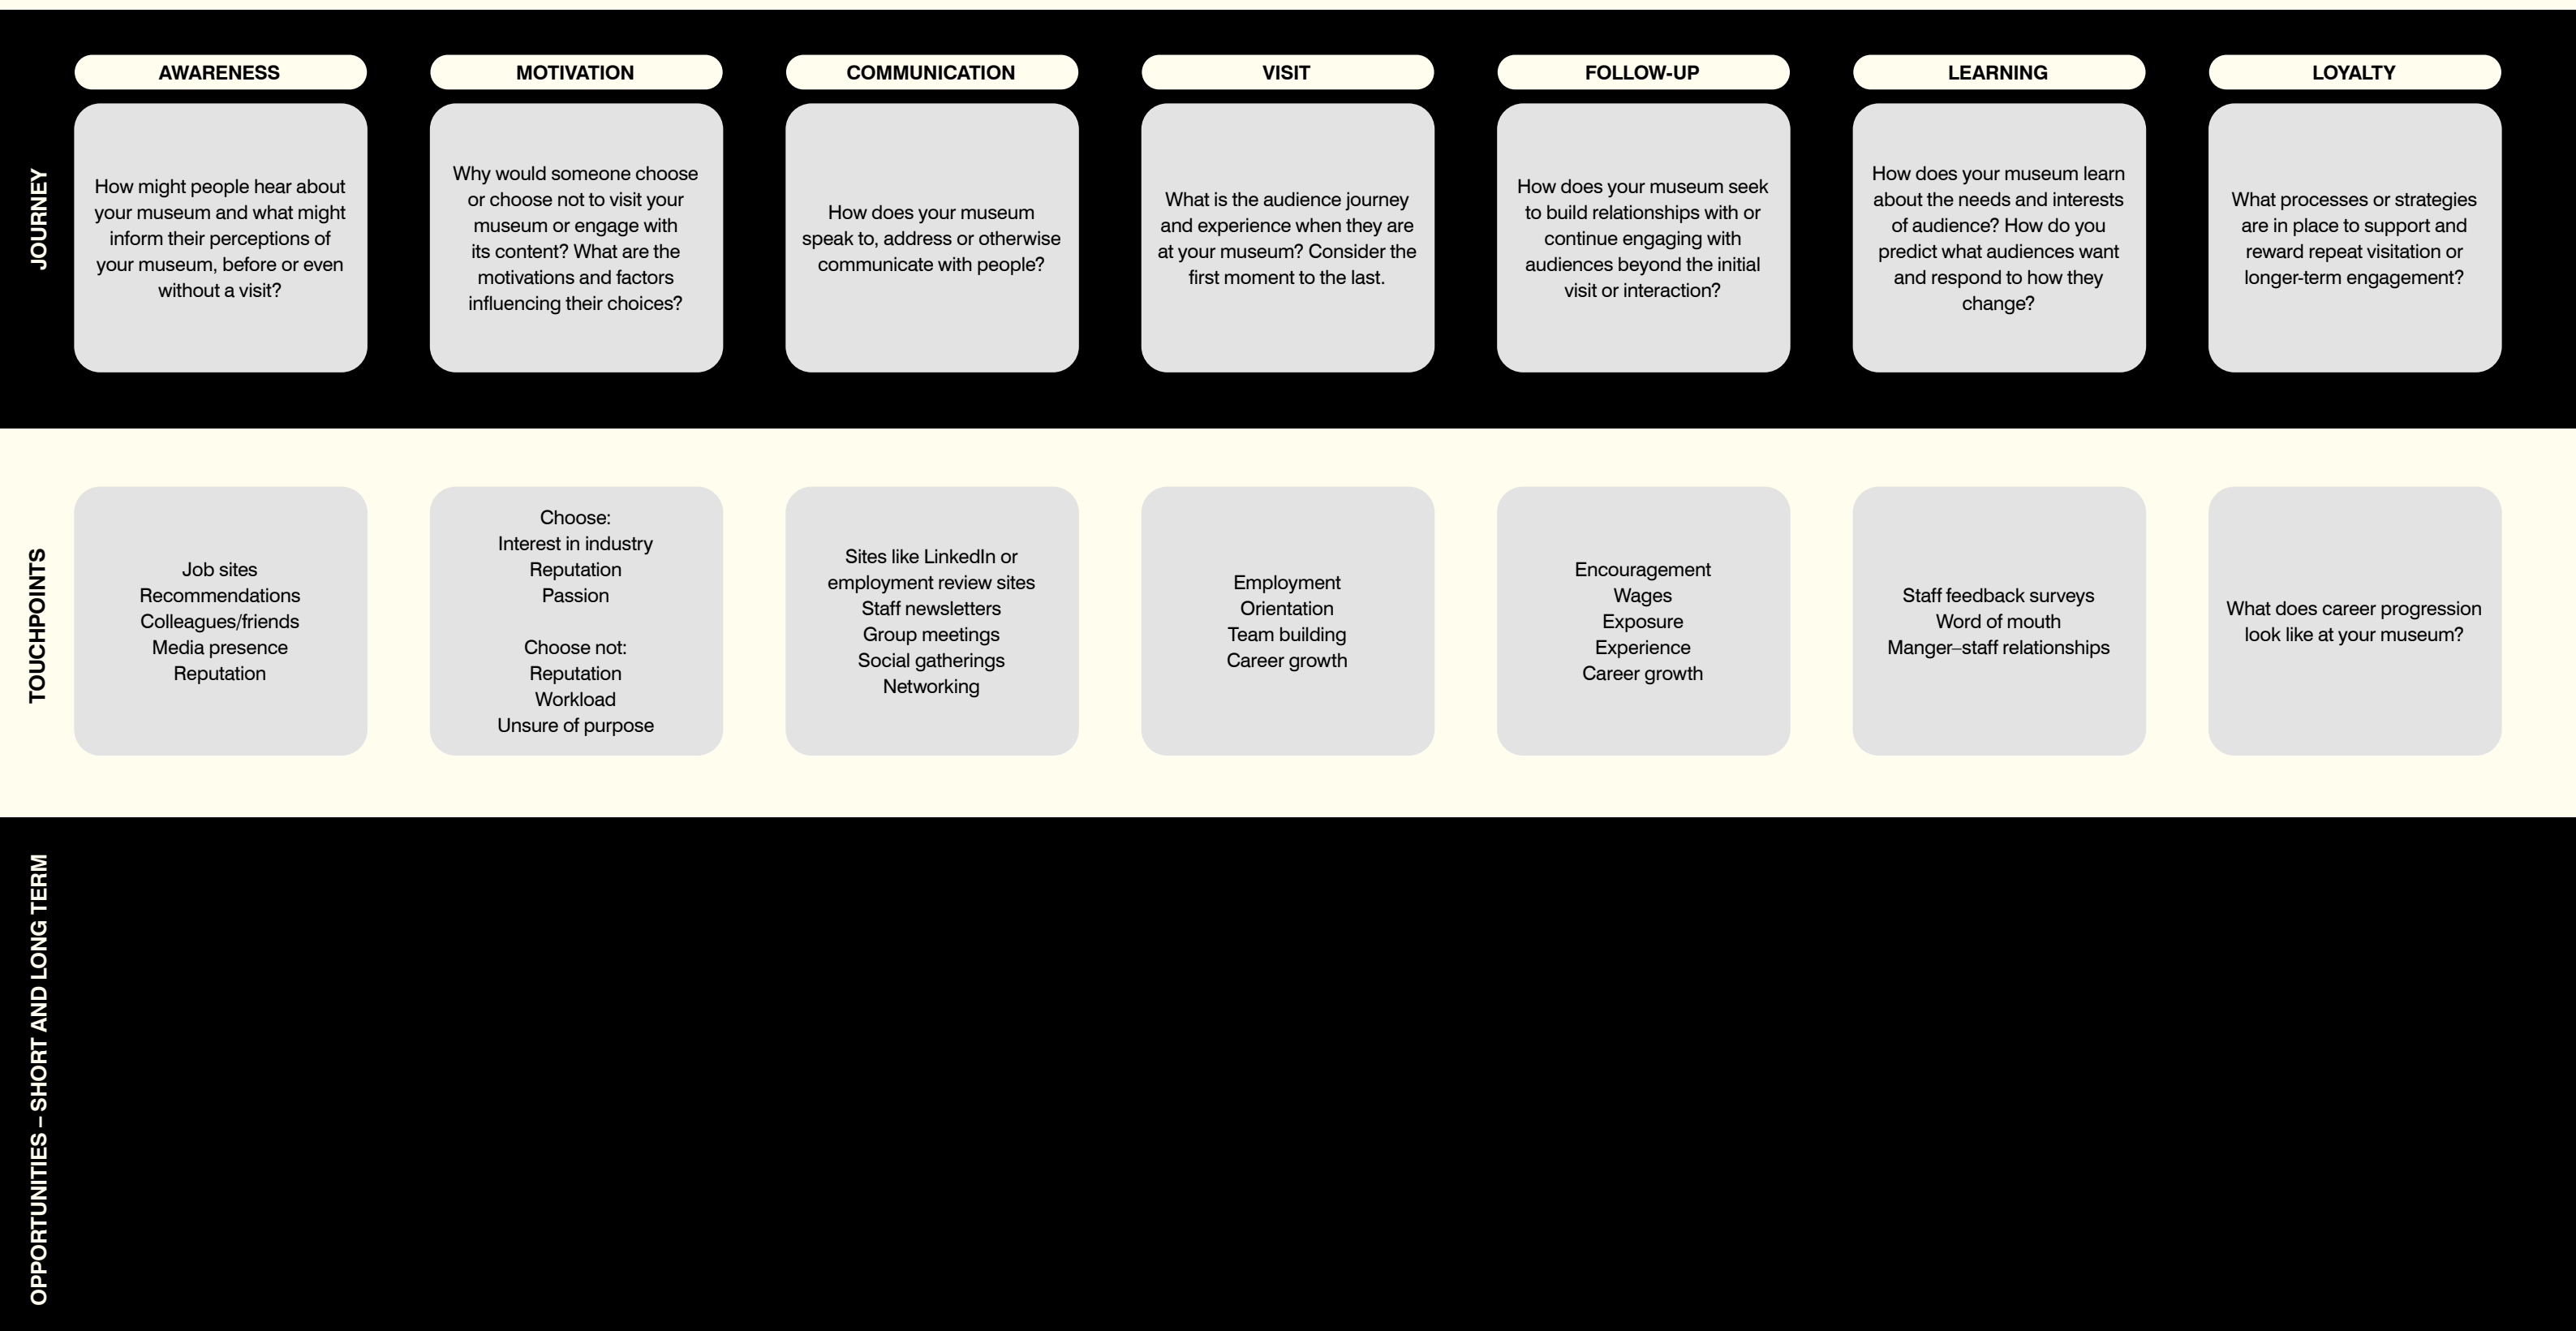 JOURNEY
AWARENESS
How might people hear about
your museum and what might
inform their perceptions of
your museum, before or even
without a visit?
MOTIVATION
Why would someone choose
or choose not to visit your
museum or engage with
its content? What are the
motivations and factors
influencing their choices?
COMMUNICATION
How does your museum
speak to, address or otherwise
communicate with people?
VISIT
What is the audience journey
and experience when they are
at your museum? Consider the
first moment to the last.
FOLLOW-UP
How does your museum seek
to build relationships with or
continue engaging with
audiences beyond the initial
visit or interaction?
LEARNING
How does your museum learn
about the needs and interests
of audience? How do you
predict what audiences want
and respond to how they
change?
LOYALTY
What processes or strategies
are in place to support and
reward repeat visitation or
longer-term engagement?
TOUCHPOINTS
Job sites
Recommendations
Colleagues/friends
Media presence
Reputation
Choose:
Interest in industry
Reputation
Passion
Choose not:
Reputation
Workload
Unsure of purpose
Sites like LinkedIn or
employment review sites
Staff newsletters
Group meetings
Social gatherings
Networking
Employment
Orientation
Team building
Career growth
Encouragement
Wages
Exposure
Experience
Career growth
Staff feedback surveys
Word of mouth
Manger–staff relationships
What does career progression
look like at your museum?
OPPORTUNITIES – SHORT AND LONG TERM